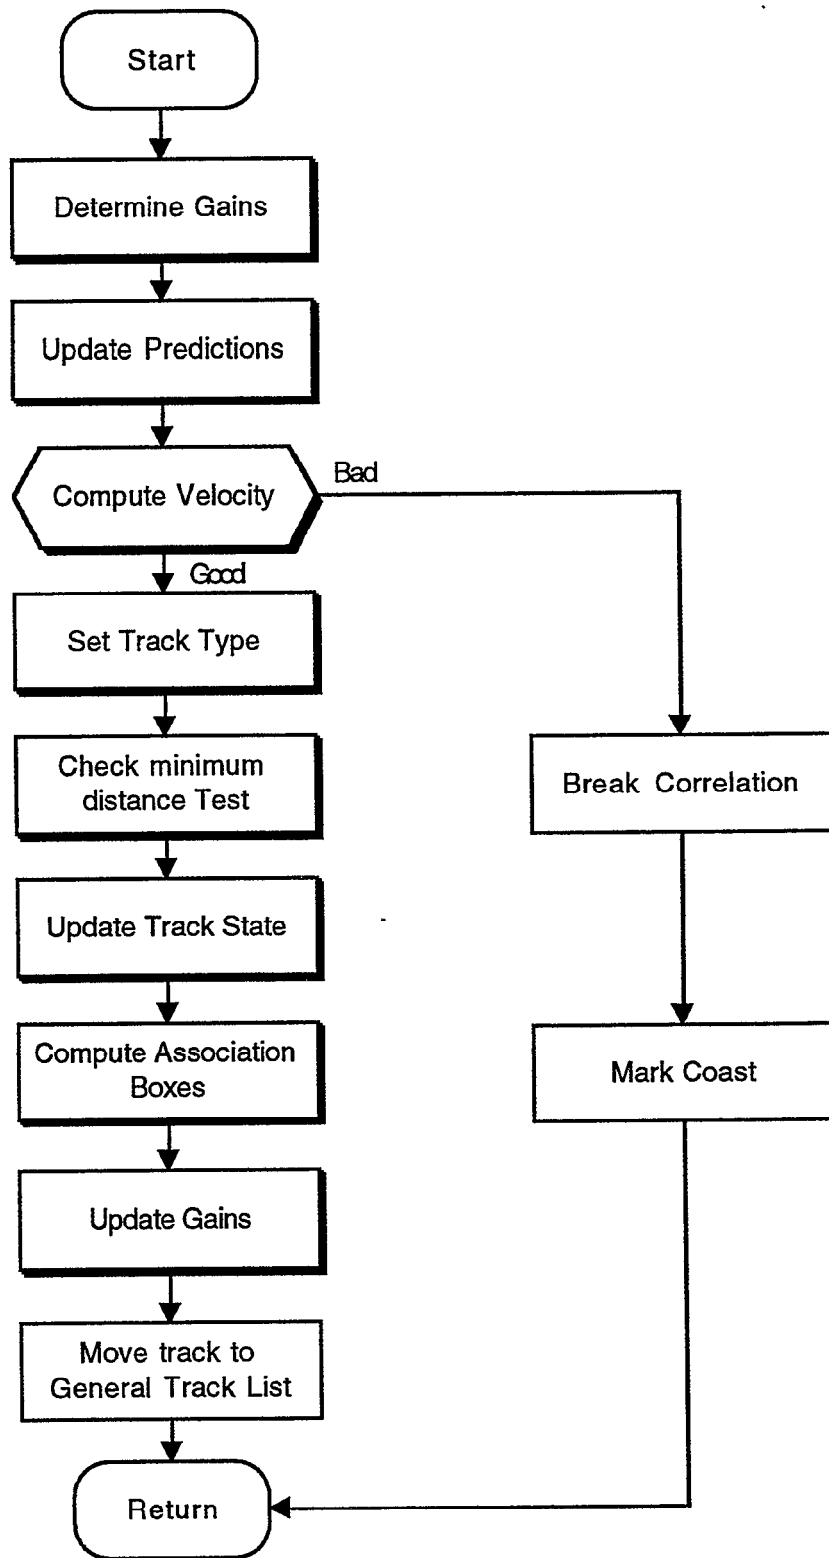 Start
Determine Gains
Update Predictions
Compute Velocity
Bad
Good
Set Track Type
Check minimum
distance Test
Break Correlation
Update Track State
Compute Association
Boxes
Mark Coast
Update Gains
Move track to
General Track List
Return